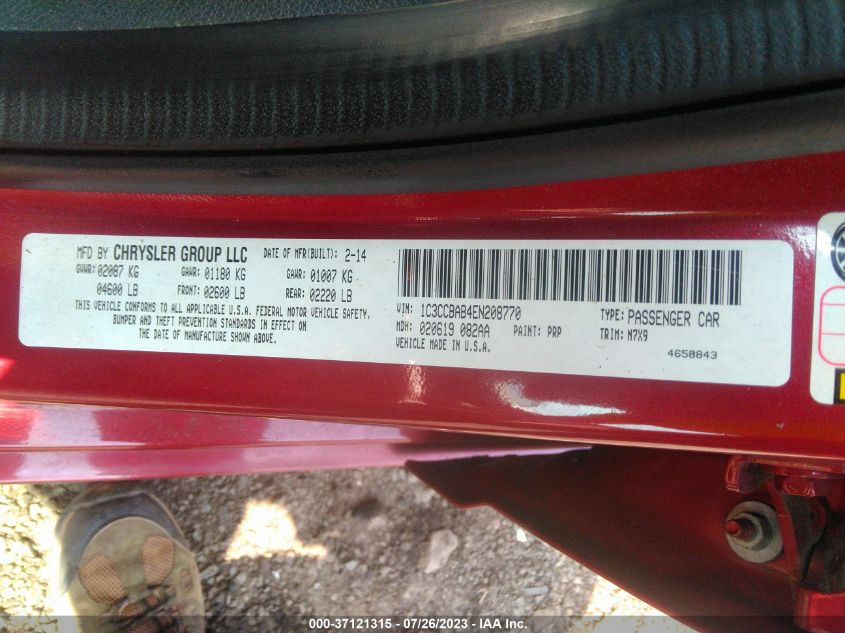 MFD BY CHRYSLER GROUP LLC DATE OF MFR(BUILT): 2-14
GVWR: 02087 KG GAWR: 01180 KG GAWR: 01007 KG
04600 LB FRONT: 02600 LB REAR: 02220 LB
THIS VEHICLE CONFORMS TO ALL APPLICABLE U.S.A. FEDERAL MOTOR VEHICLE SAFETY,
BUMPER AND THEFT PREVENTION STANDARDS IN EFFECT ON
THE DATE OF MANUFACTURE SHOWN ABOVE.
VIN: 1C3CCBAB4EN208770 TYPE: PASSENGER CAR
MDH: 020619 082AA PAINT: PRP TRIM: N7X9
VEHICLE MADE IN U.S.A. 4650843
000-37121315 - 07/26/2023 - IAA Inc.